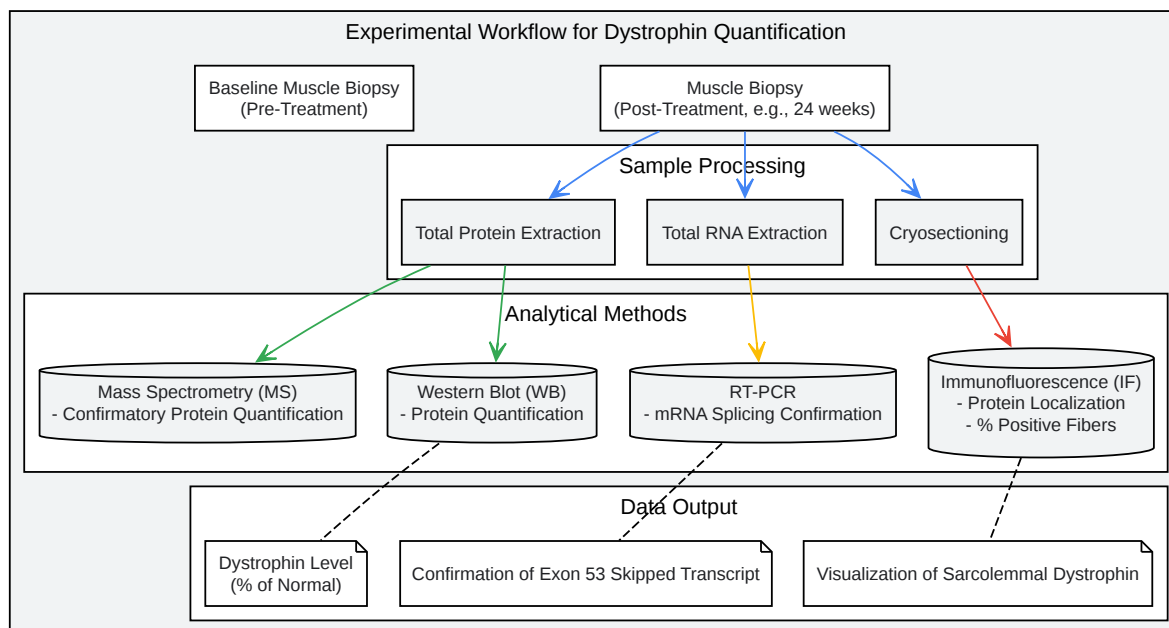 Experimental Workflow for Dystrophin Quantification
Baseline Muscle Biopsy
(Pre-Treatment)
Muscle Biopsy
(Post-Treatment, e.g., 24 weeks)
Sample Processing
Total Protein Extraction
Total RNA Extraction
Cryosectioning
Analytical Methods
Mass Spectrometry (MS)
- Confirmatory Protein Quantification
Western Blot (WB)
- Protein Quantification
RT-PCR
- mRNA Splicing Confirmation
Immunofluorescence (IF)
- Protein Localization
- % Positive Fibers
Data Output
Dystrophin Level
(% of Normal)
Confirmation of Exon 53 Skipped Transcript
Visualization of Sarcolemmal Dystrophin